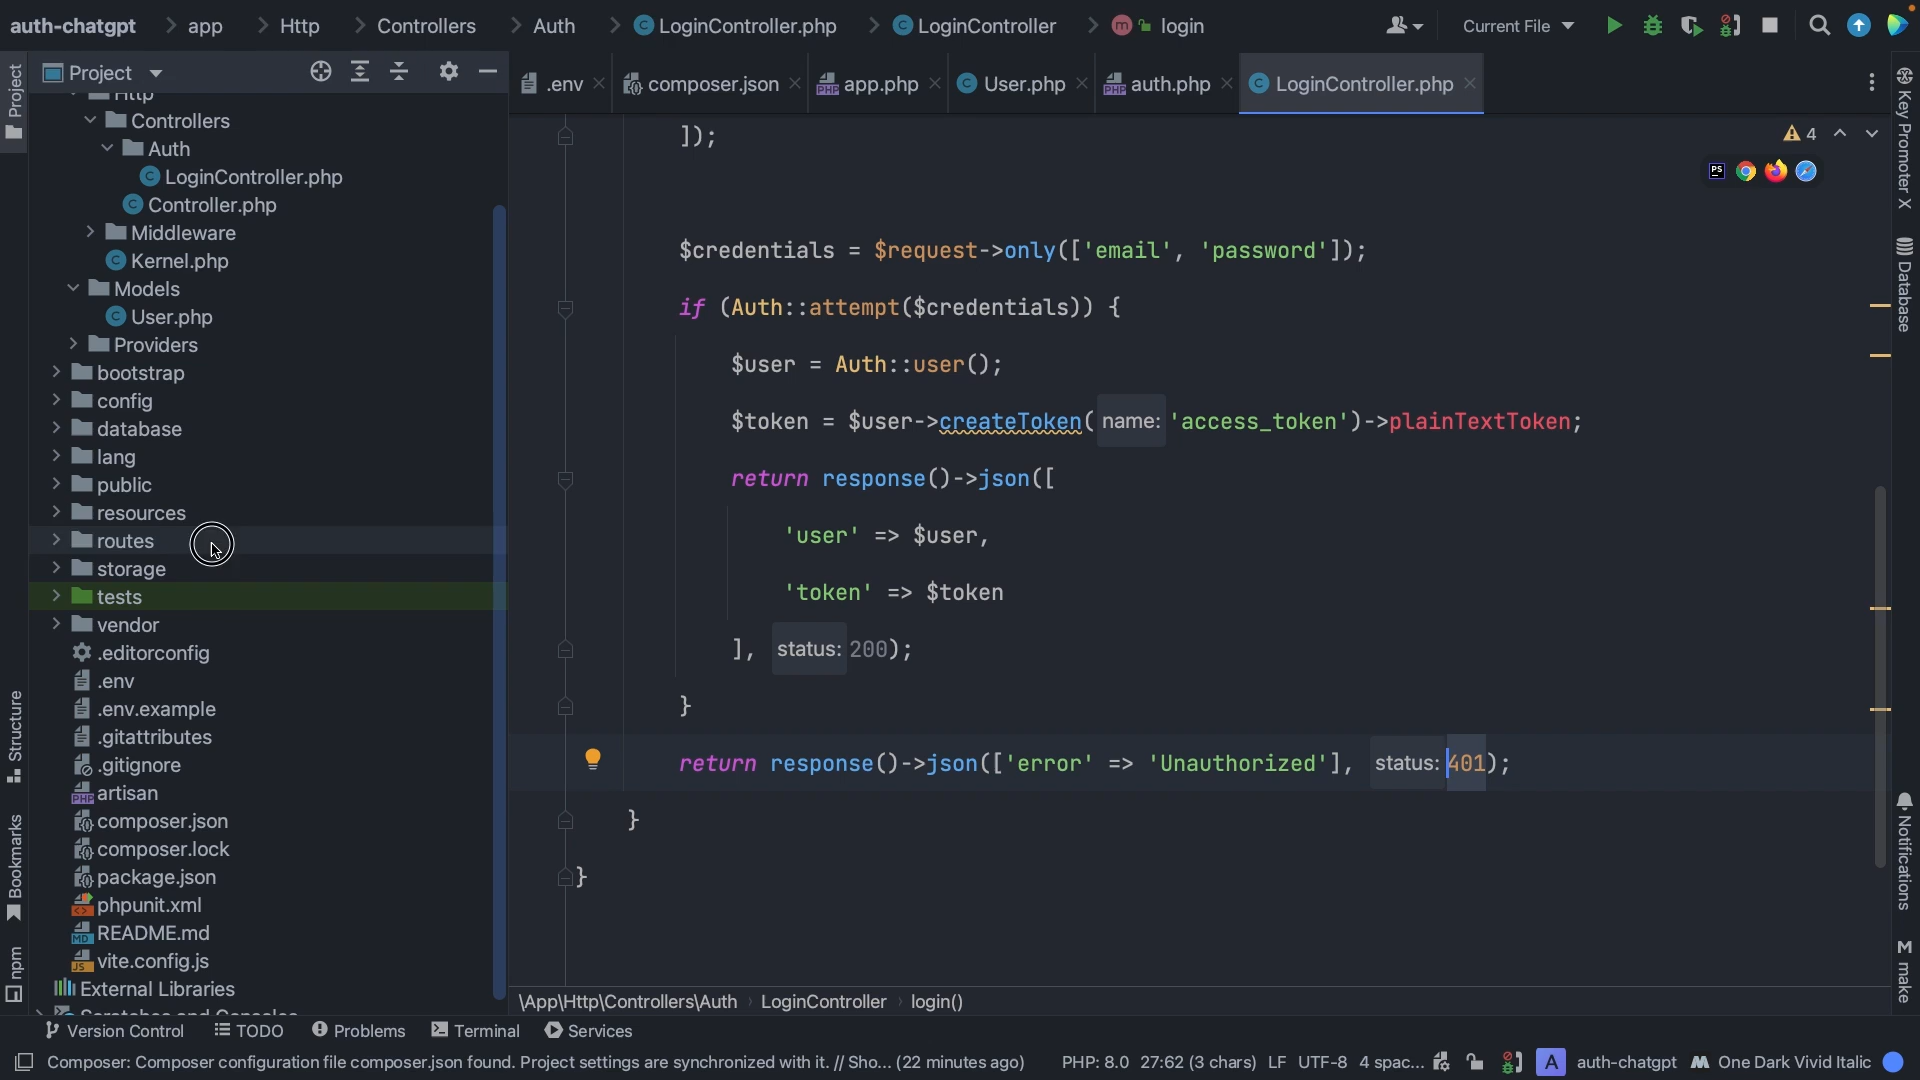 auth-chatgpt app Http Controllers Auth LoginController.php LoginController login Current File
Project
.env composer.json app.php User.php auth.php LoginController.php
Http
Controllers
Auth
LoginController.php
Controller.php
Middleware
Kernel.php
Models
User.php
Providers
bootstrap
config
database
lang
public
resources
routes
storage
tests
vendor
.editorconfig
.env
.env.example
.gitattributes
.gitignore
artisan
composer.json
composer.lock
package.json
phpunit.xml
README.md
vite.config.js
External Libraries
Scratches and Consoles
Project
Structure
Bookmarks
npm
]);
4
$credentials = $request->only(['email', 'password']);
if (Auth::attempt($credentials)) {
$user = Auth::user();
$token = $user->createToken( name: 'access_token')->plainTextToken;
return response()->json([
'user' => $user,
'token' => $token
], status: 200);
}
return response()->json(['error' => 'Unauthorized'], status: 401);
}
}
Key Promoter X
Database
Notifications
make
\App\Http\Controllers\Auth LoginController login()
Version Control TODO Problems Terminal Services
Composer: Composer configuration file composer.json found. Project settings are synchronized with it. // Sho... (22 minutes ago) PHP: 8.0 27:62 (3 chars) LF UTF-8 4 spac... A auth-chatgpt One Dark Vivid Italic